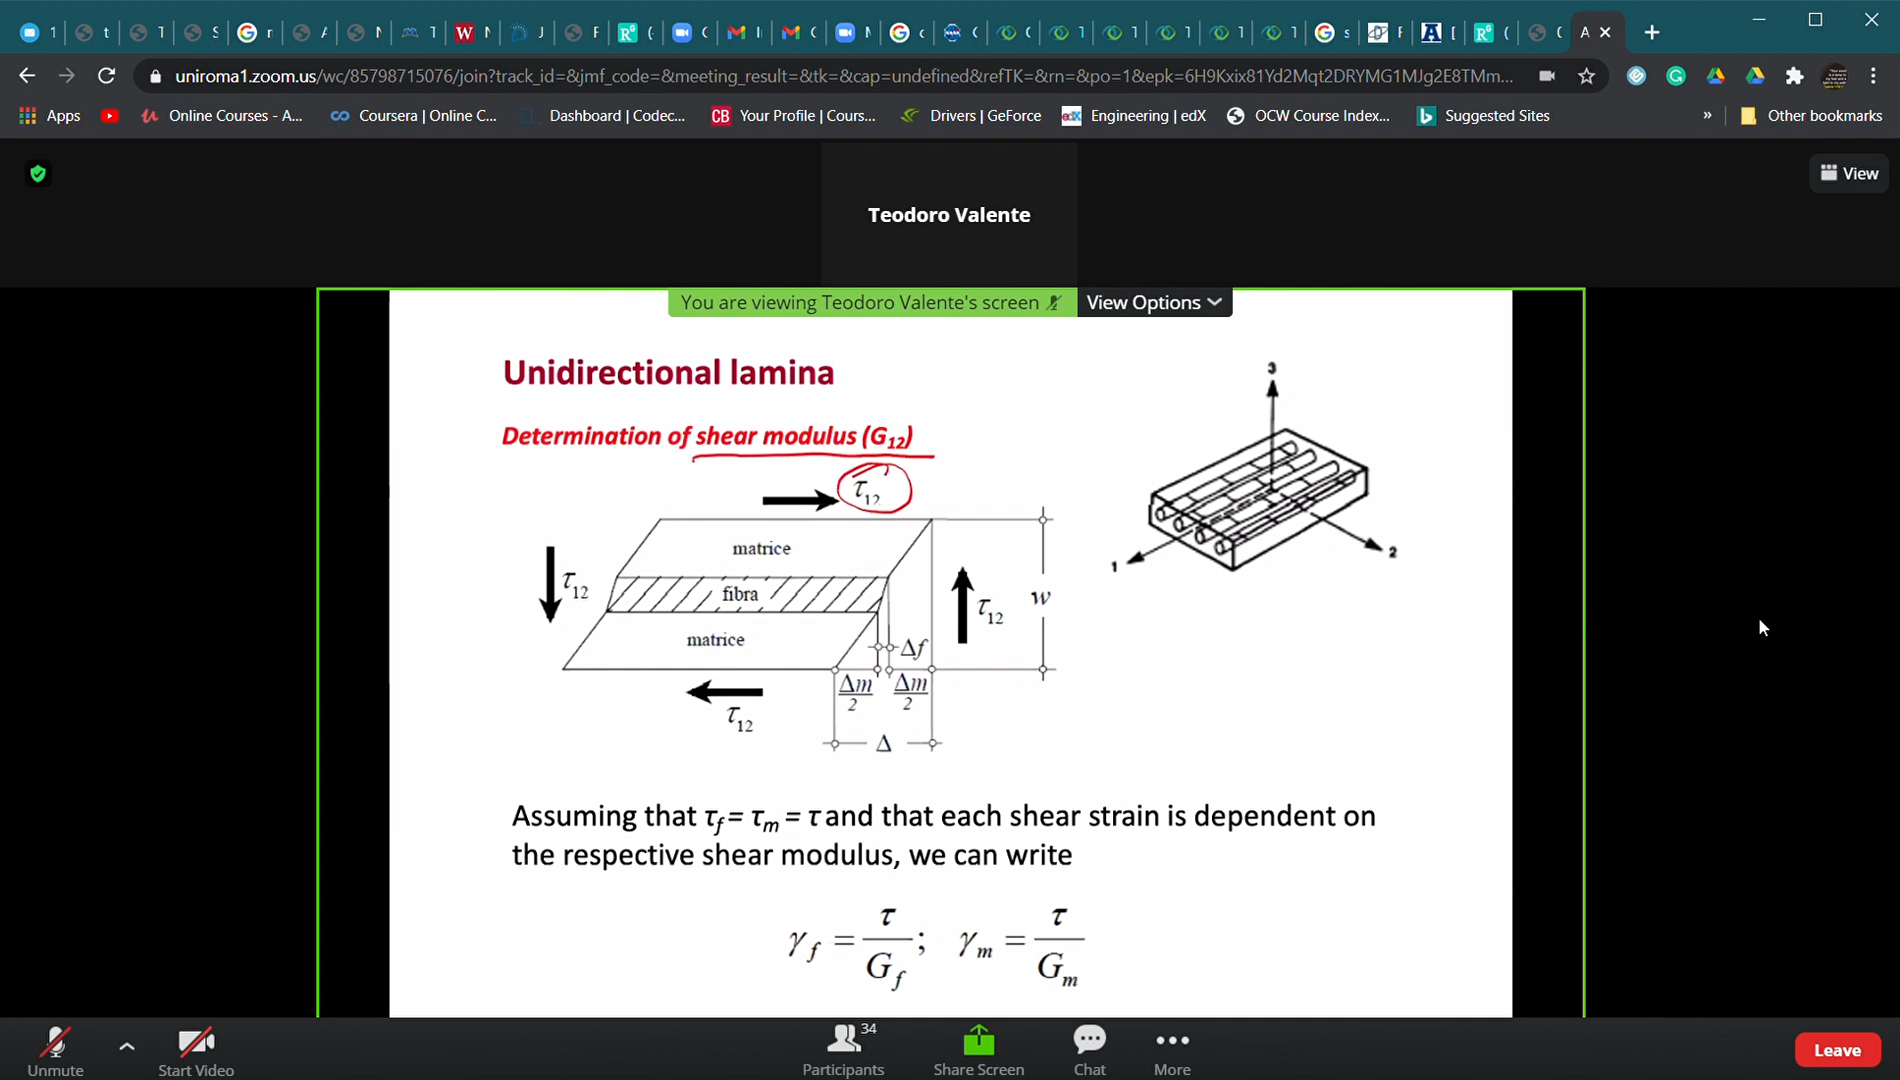 uniroma1.zoom.us/wc/85798715076/join?track_id=&jmf_code=&meeting_result=&tk=&cap=undefined&refTK=&rn=&po=1&epk=6H9Kxix81Yd2Mqt2DRYMG1MJg2E8TMm...
Apps Online Courses - A... Coursera | Online C... Dashboard | Codec... CB Your Profile | Cours... Drivers | GeForce edX Engineering | edX OCW Course Index... Suggested Sites » Other bookmarks
View
Teodoro Valente
You are viewing Teodoro Valente's screen View Options
Unidirectional lamina
Determination of shear modulus (G12)
τ12
3
matrice
τ12
fibra
τ12
w
1
2
matrice
Δf
Δm/2 Δm/2
τ12
Δ
Assuming that τf = τm = τ and that each shear strain is dependent on
the respective shear modulus, we can write
γf = τ/Gf; γm = τ/Gm
34
Unmute Start Video Participants Share Screen Chat More Leave